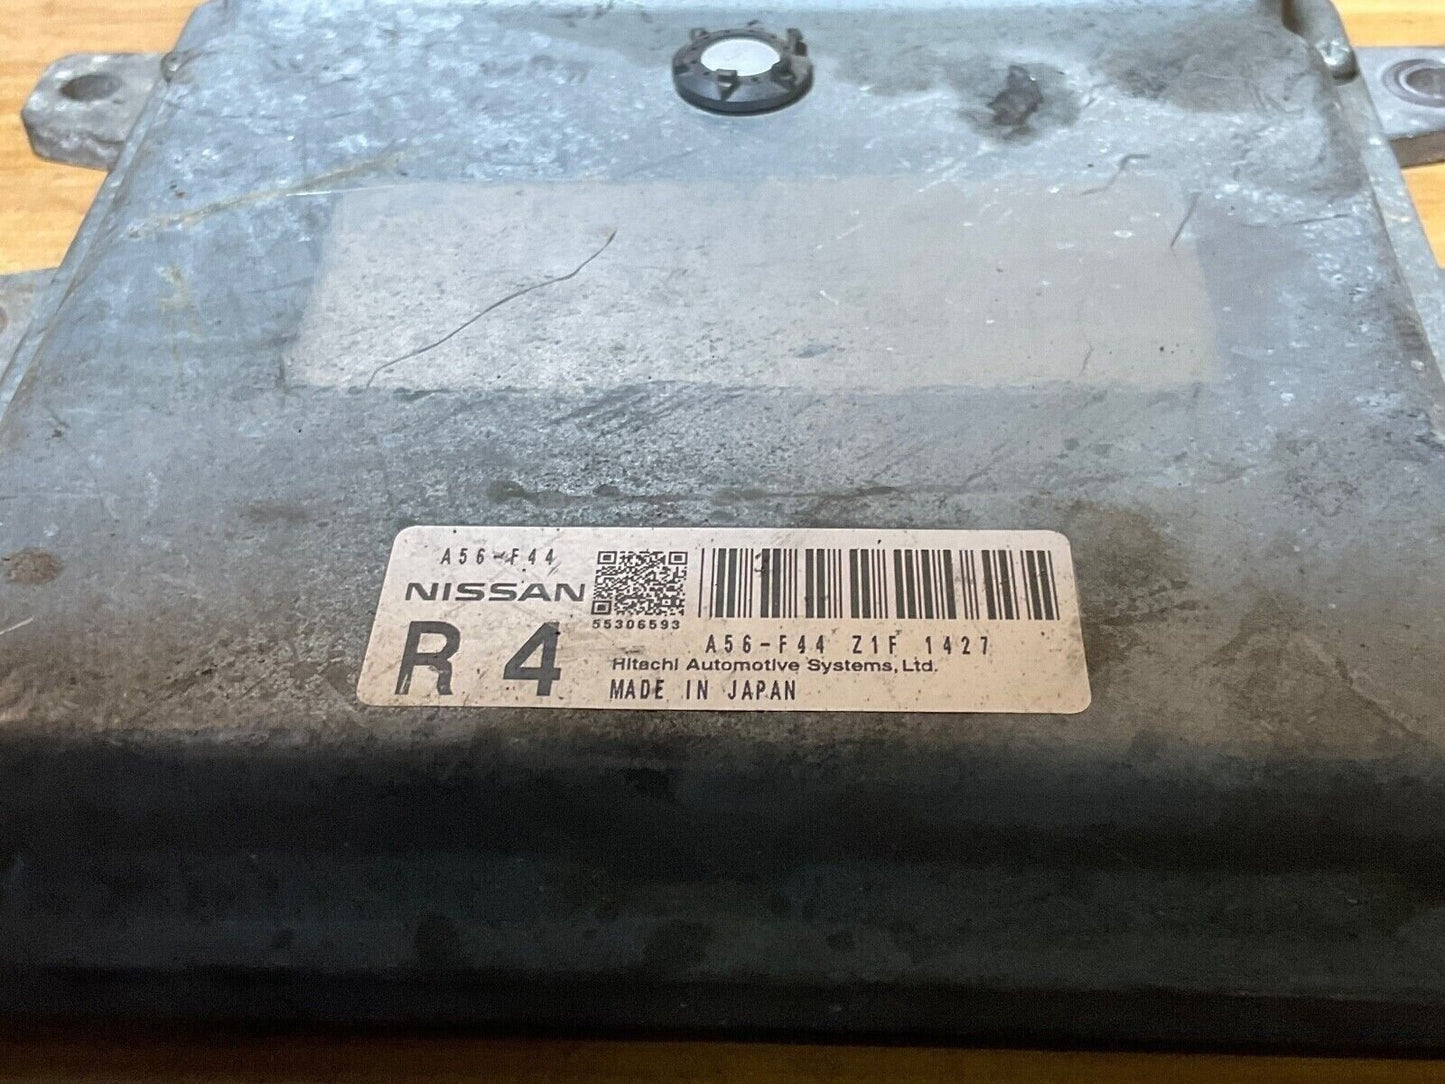 A56-F44
NISSAN
R 4
55306593
A56-F44 Z1F 1427
Hitachi Automotive Systems, Ltd.
MADE IN JAPAN